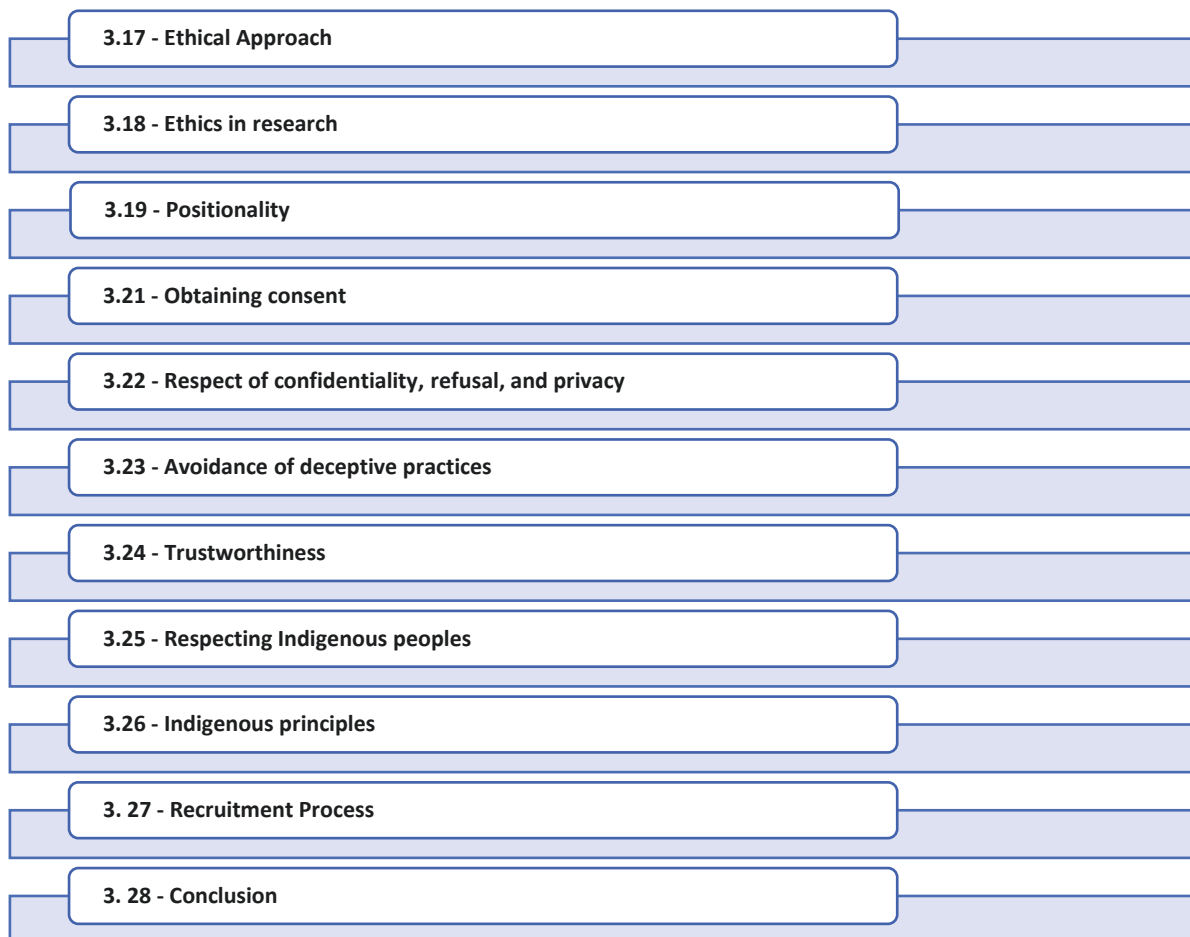 3.17 - Ethical Approach
3.18 - Ethics in research
3.19 - Positionality
3.21 - Obtaining consent
3.22 - Respect of confidentiality, refusal, and privacy
3.23 - Avoidance of deceptive practices
3.24 - Trustworthiness
3.25 - Respecting Indigenous peoples
3.26 - Indigenous principles
3. 27 - Recruitment Process
3. 28 - Conclusion